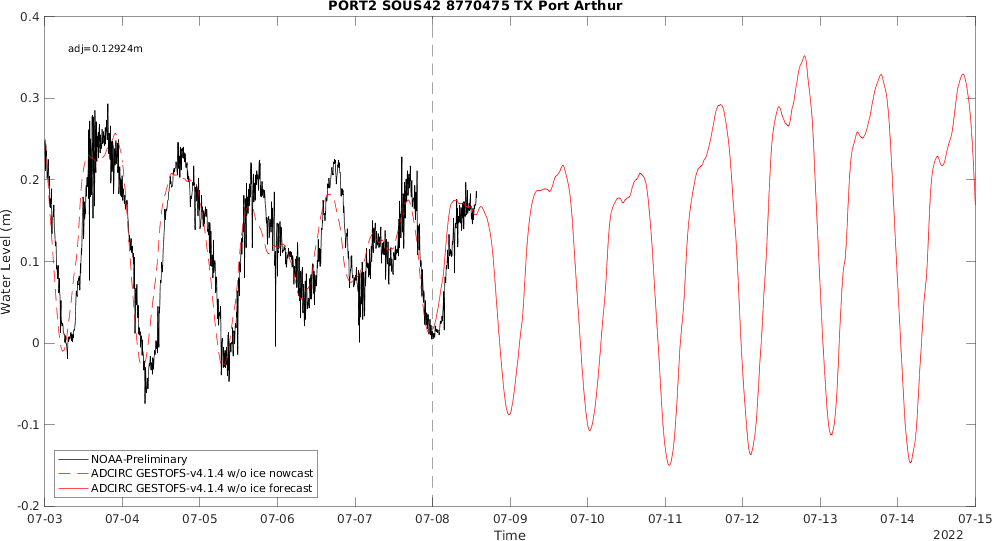 PORT2 SOUS42 8770475 TX Port Arthur
adj=0.12924m
0.4
0.3
0.2
0.1
0
-0.1
-0.2
Water Level (m)
NOAA-Preliminary
ADCIRC GESTOFS-v4.1.4 w/o ice nowcast
ADCIRC GESTOFS-v4.1.4 w/o ice forecast
07-03 07-04 07-05 07-06 07-07 07-08 07-09 07-10 07-11 07-12 07-13 07-14 07-15
Time
2022